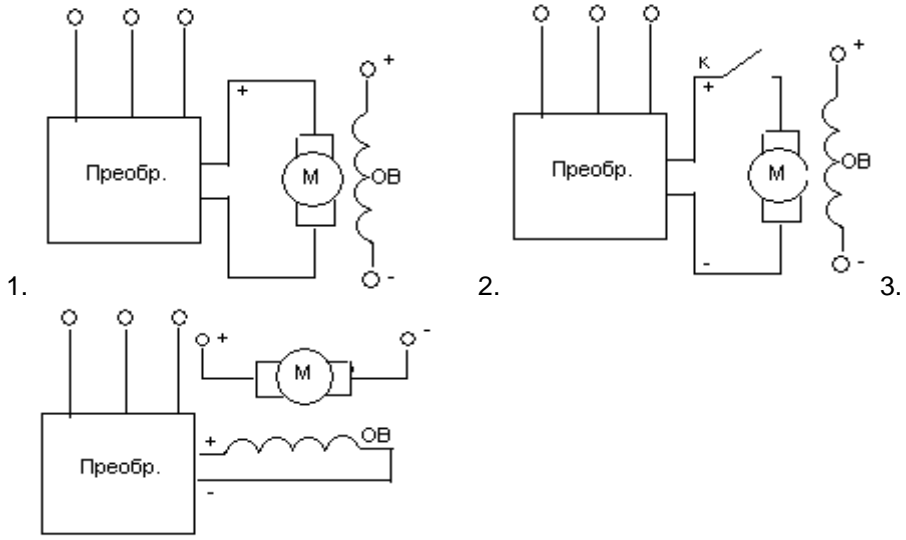 +
+
Преобр.
М
ОВ
-
1.
К
+
+
Преобр.
М
ОВ
-
-
2.
3.
+
-
М
Преобр.
+
ОВ
-